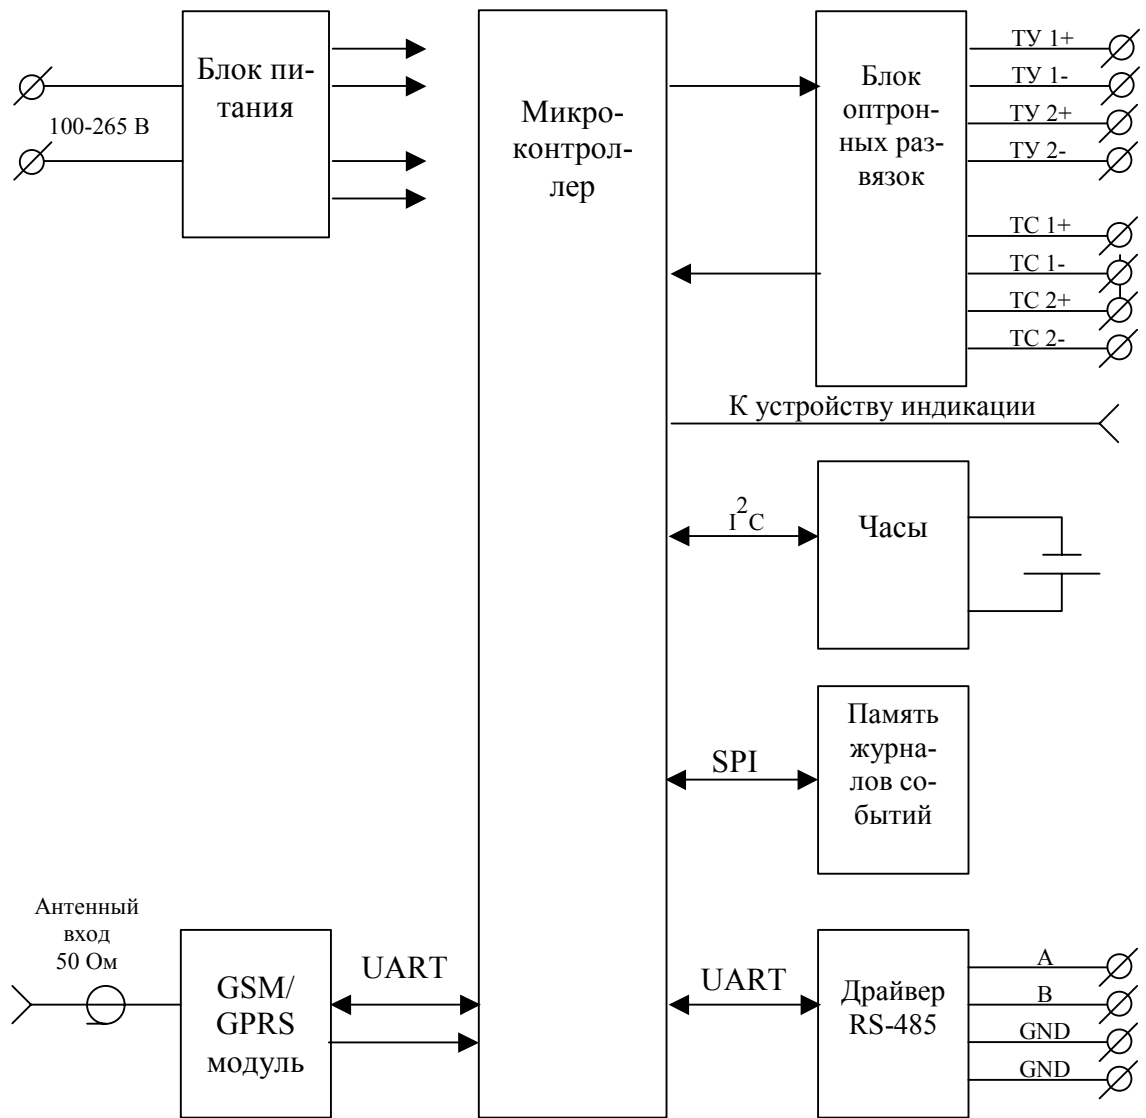 Блок пи-
тания
100-265 В
Микро-
контрол-
лер
Блок
оптрон-
ных раз-
вязок
ТУ 1+
ТУ 1-
ТУ 2+
ТУ 2-
ТС 1+
ТС 1-
ТС 2+
ТС 2-
К устройству индикации
I²C
Часы
SPI
Память
журна-
лов со-
бытий
Антенный
вход
50 Ом
GSM/
GPRS
модуль
UART
UART
Драйвер
RS-485
A
B
GND
GND